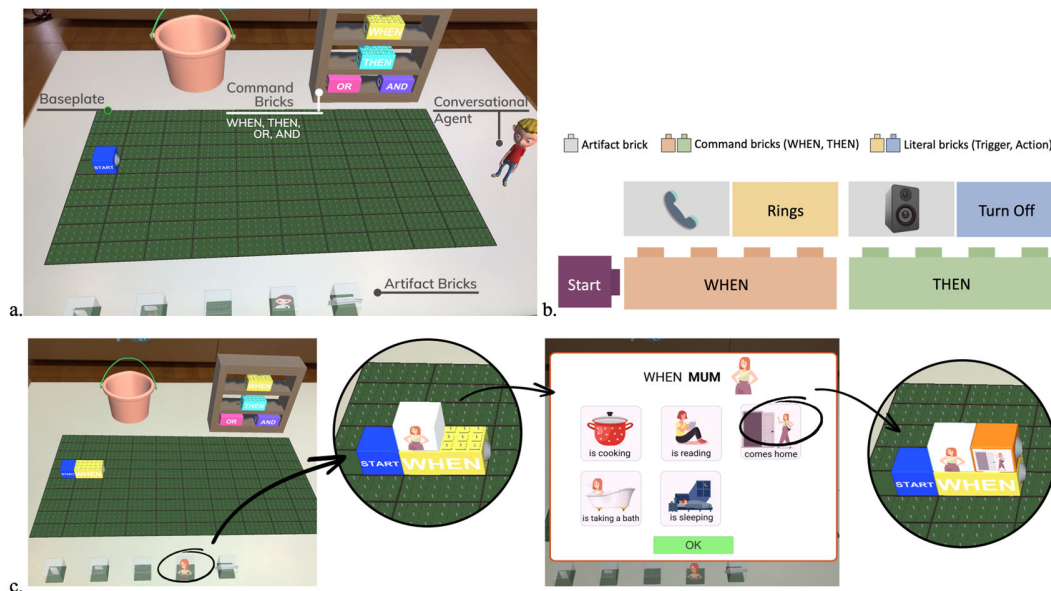 WHEN
THEN
OR AND
Baseplate
Command
Bricks
WHEN, THEN,
OR, AND
Conversational
Agent
START
Artifact Bricks
a.
Artifact brick
Command bricks (WHEN, THEN)
Literal bricks (Trigger, Action)
Rings
Turn Off
Start
WHEN
THEN
b.
WHEN
THEN
OR AND
START WHEN
START WHEN
WHEN MUM
is cooking
is reading
comes home
is taking a bath
is sleeping
OK
START WHEN
c.